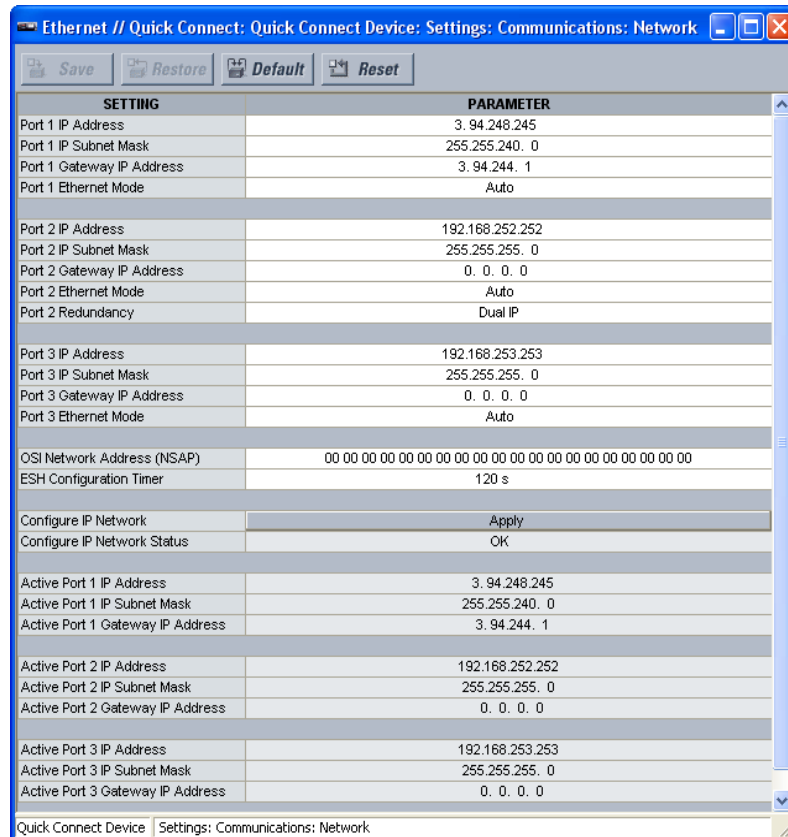 Ethernet // Quick Connect: Quick Connect Device: Settings: Communications: Network
Save Restore Default Reset
SETTING PARAMETER
Port 1 IP Address 3. 94.248.245
Port 1 IP Subnet Mask 255.255.240. 0
Port 1 Gateway IP Address 3. 94.244. 1
Port 1 Ethernet Mode Auto
Port 2 IP Address 192.168.252.252
Port 2 IP Subnet Mask 255.255.255. 0
Port 2 Gateway IP Address 0. 0. 0. 0
Port 2 Ethernet Mode Auto
Port 2 Redundancy Dual IP
Port 3 IP Address 192.168.253.253
Port 3 IP Subnet Mask 255.255.255. 0
Port 3 Gateway IP Address 0. 0. 0. 0
Port 3 Ethernet Mode Auto
OSI Network Address (NSAP) 00 00 00 00 00 00 00 00 00 00 00 00 00 00 00 00 00 00 00 00
ESH Configuration Timer 120 s
Configure IP Network Apply
Configure IP Network Status OK
Active Port 1 IP Address 3. 94.248.245
Active Port 1 IP Subnet Mask 255.255.240. 0
Active Port 1 Gateway IP Address 3. 94.244. 1
Active Port 2 IP Address 192.168.252.252
Active Port 2 IP Subnet Mask 255.255.255. 0
Active Port 2 Gateway IP Address 0. 0. 0. 0
Active Port 3 IP Address 192.168.253.253
Active Port 3 IP Subnet Mask 255.255.255. 0
Active Port 3 Gateway IP Address 0. 0. 0. 0
Quick Connect Device Settings: Communications: Network